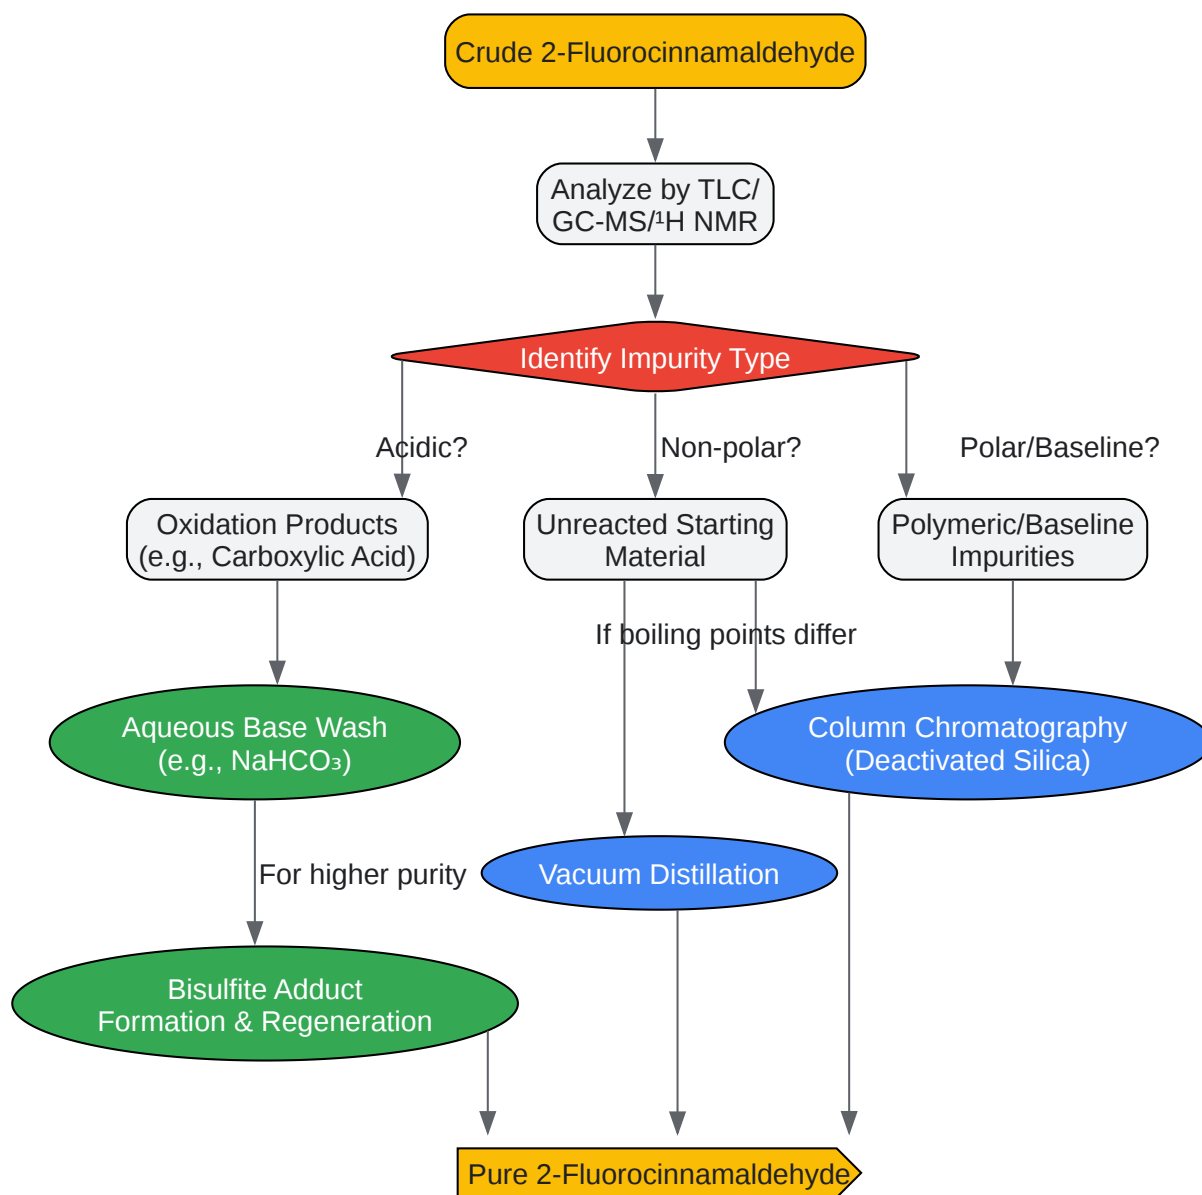 Crude 2-Fluorocinnamaldehyde
Analyze by TLC/
GC-MS/¹H NMR
Identify Impurity Type
Acidic?
Non-polar?
Polar/Baseline?
Oxidation Products
(e.g., Carboxylic Acid)
Unreacted Starting
Material
Polymeric/Baseline
Impurities
If boiling points differ
Aqueous Base Wash
(e.g., NaHCO₃)
Column Chromatography
(Deactivated Silica)
For higher purity
Vacuum Distillation
Bisulfite Adduct
Formation & Regeneration
Pure 2-Fluorocinnamaldehyde